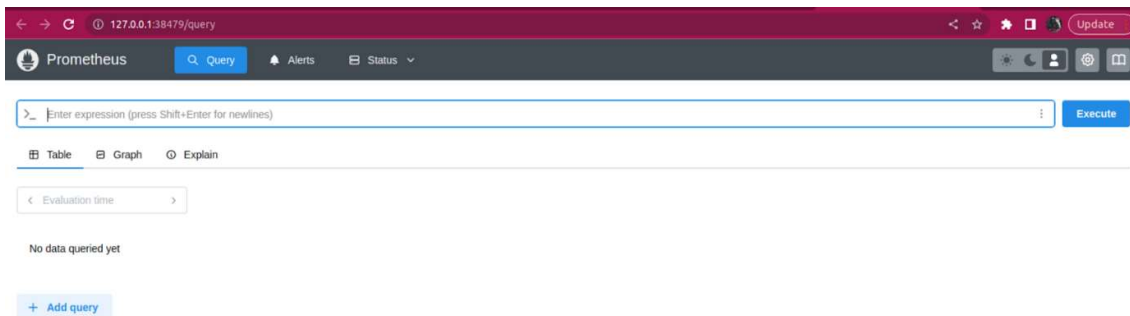 127.0.0.1:38479/query Update
Prometheus Query Alerts Status
>_ Enter expression (press Shift+Enter for newlines) Execute
Table Graph Explain
Evaluation time
No data queried yet
+ Add query